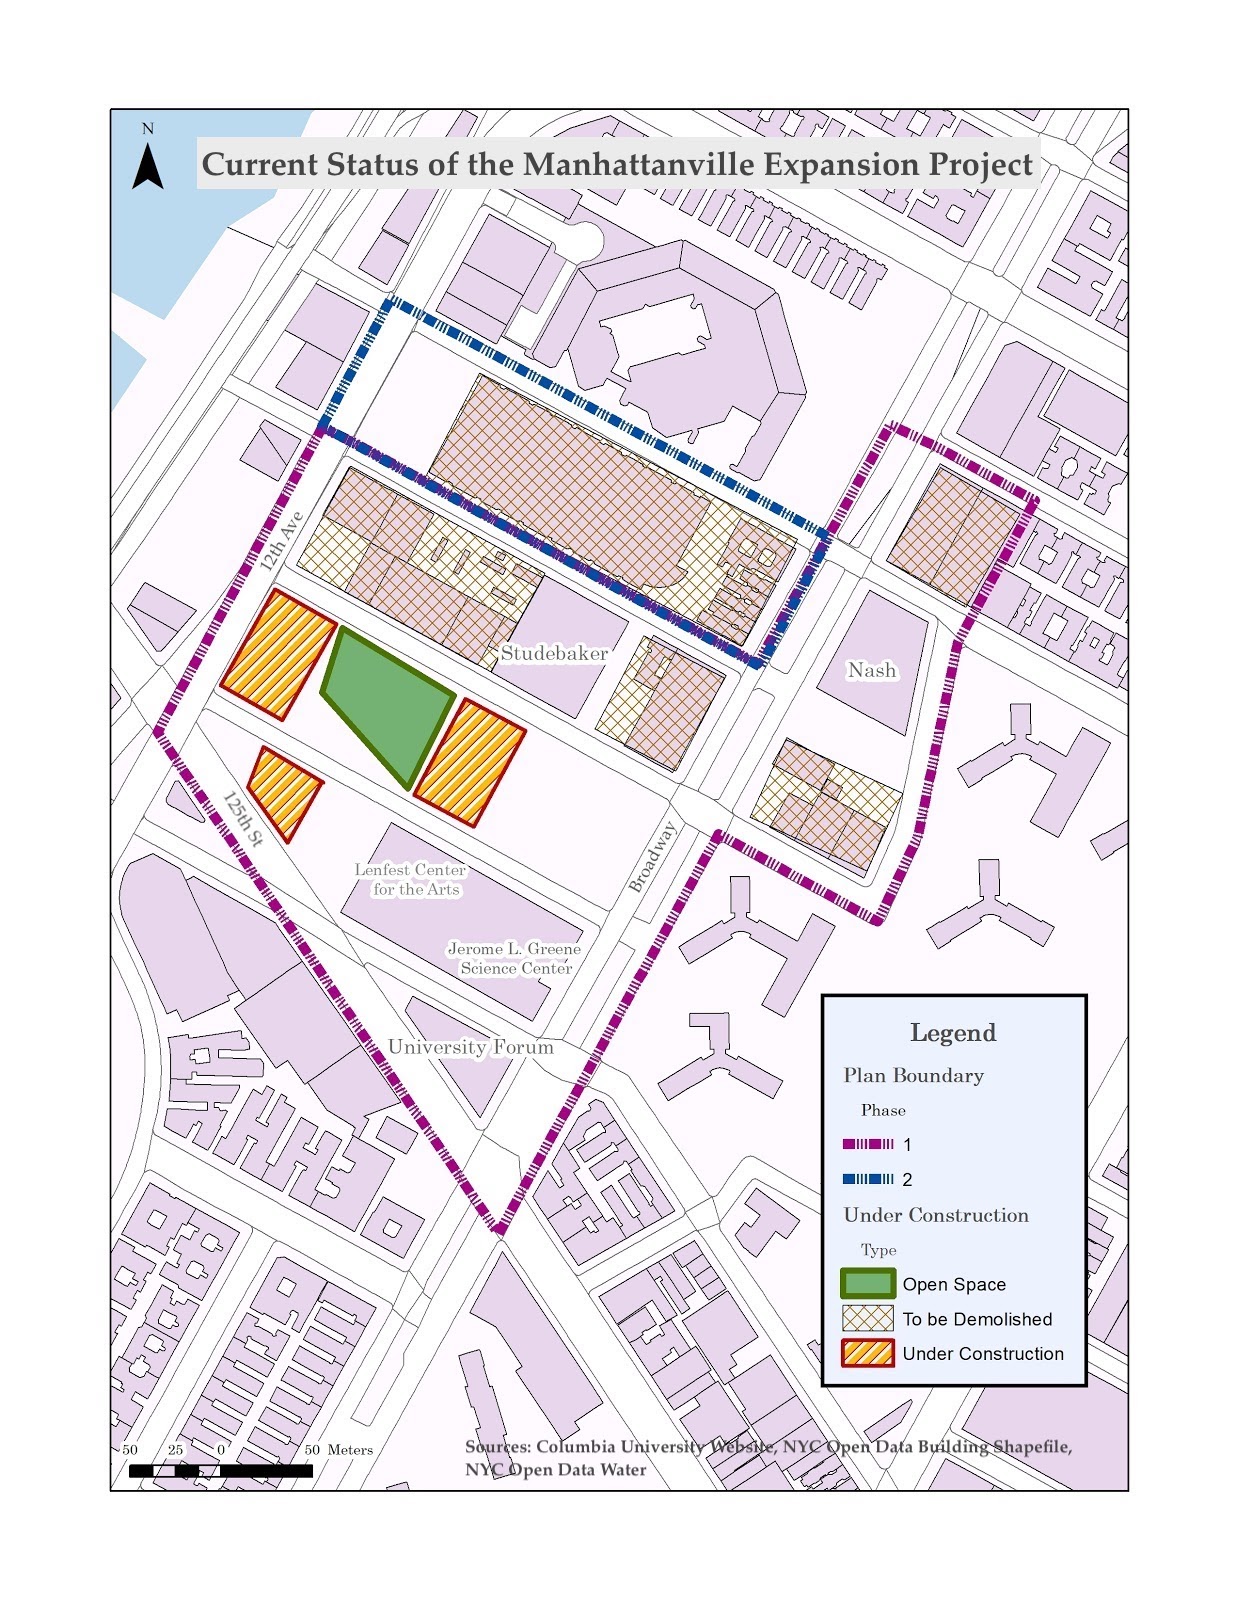 N
Current Status of the Manhattanville Expansion Project
12th Ave
Studebaker
Nash
125th St
Broadway
Lenfest Center
for the Arts
Jerome L. Greene
Science Center
University Forum
Legend
Plan Boundary
Phase
1
2
Under Construction
Type
Open Space
To be Demolished
Under Construction
50 25 0 50 Meters
Sources: Columbia University Website, NYC Open Data Building Shapefile,
NYC Open Data Water